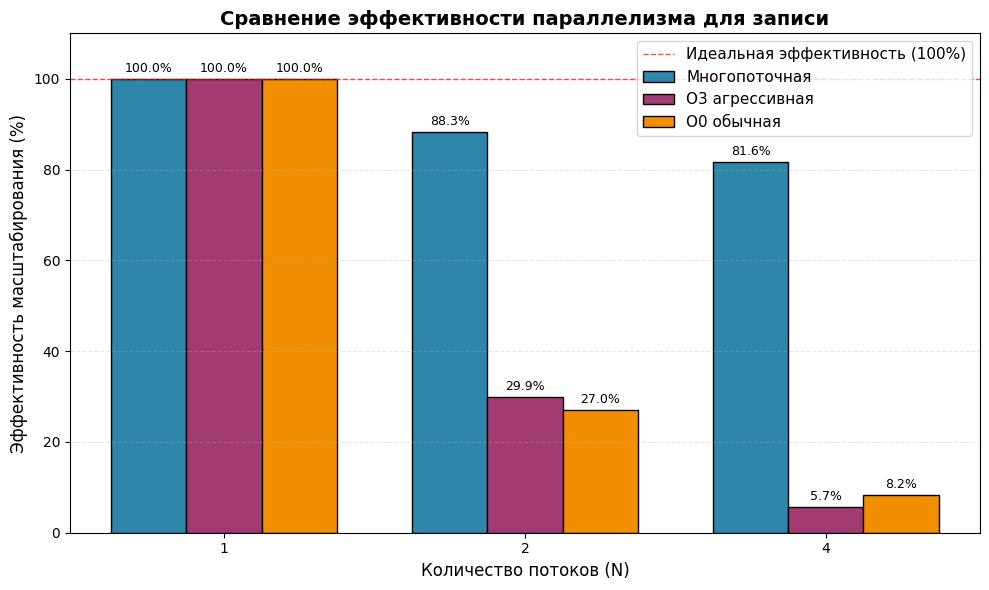 Сравнение эффективности параллелизма для записи
Идеальная эффективность (100%)
Многопоточная
O3 агрессивная
O0 обычная
100.0% 100.0% 100.0%
88.3%
29.9%
27.0%
81.6%
5.7%
8.2%
100
80
60
40
20
0
Эффективность масштабирования (%)
1 2 4
Количество потоков (N)